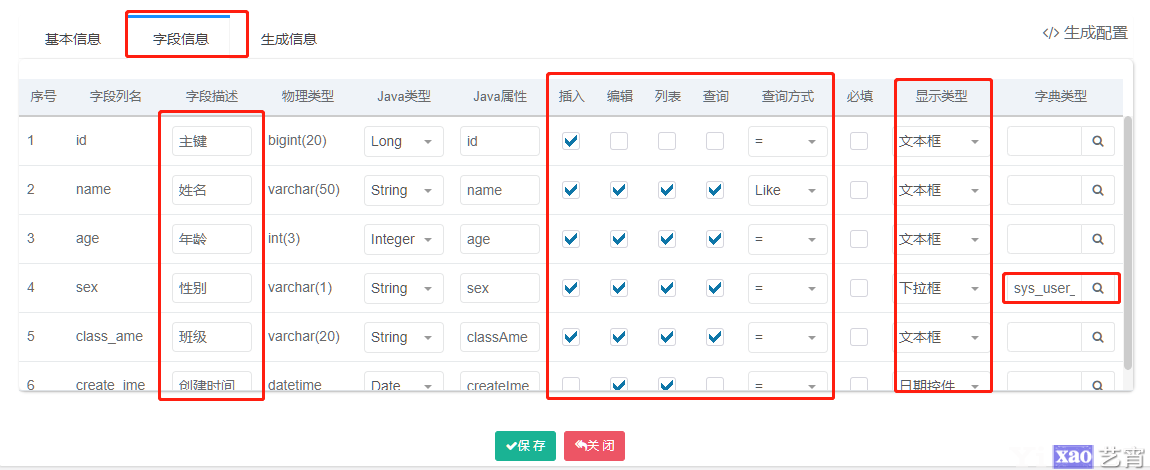 基本信息 字段信息 生成信息 </> 生成配置
序号 字段列名 字段描述 物理类型 Java类型 Java属性 插入 编辑 列表 查询 查询方式 必填 显示类型 字典类型
1 id 主键 bigint(20) Long id = 文本框
2 name 姓名 varchar(50) String name Like 文本框
3 age 年龄 int(3) Integer age = 文本框
4 sex 性别 varchar(1) String sex = 下拉框 sys_user_
5 class_ame 班级 varchar(20) String classAme = 文本框
6 create_ime 创建时间 datetime Date createIme = 日期控件
保存 关闭
xao 艺宵